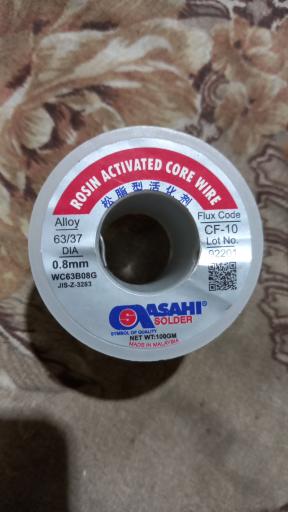 ROSIN ACTIVATED CORE WIRE
松脂型活化剂
Alloy
63/37
DIA
0.8mm
WC63B08G
JIS-Z-3283
Flux Code
CF-10
Lot No.
92201
ASAHI®
SOLDER
SYMBOL OF QUALITY
NET WT:100GM
MADE IN MALAYSIA